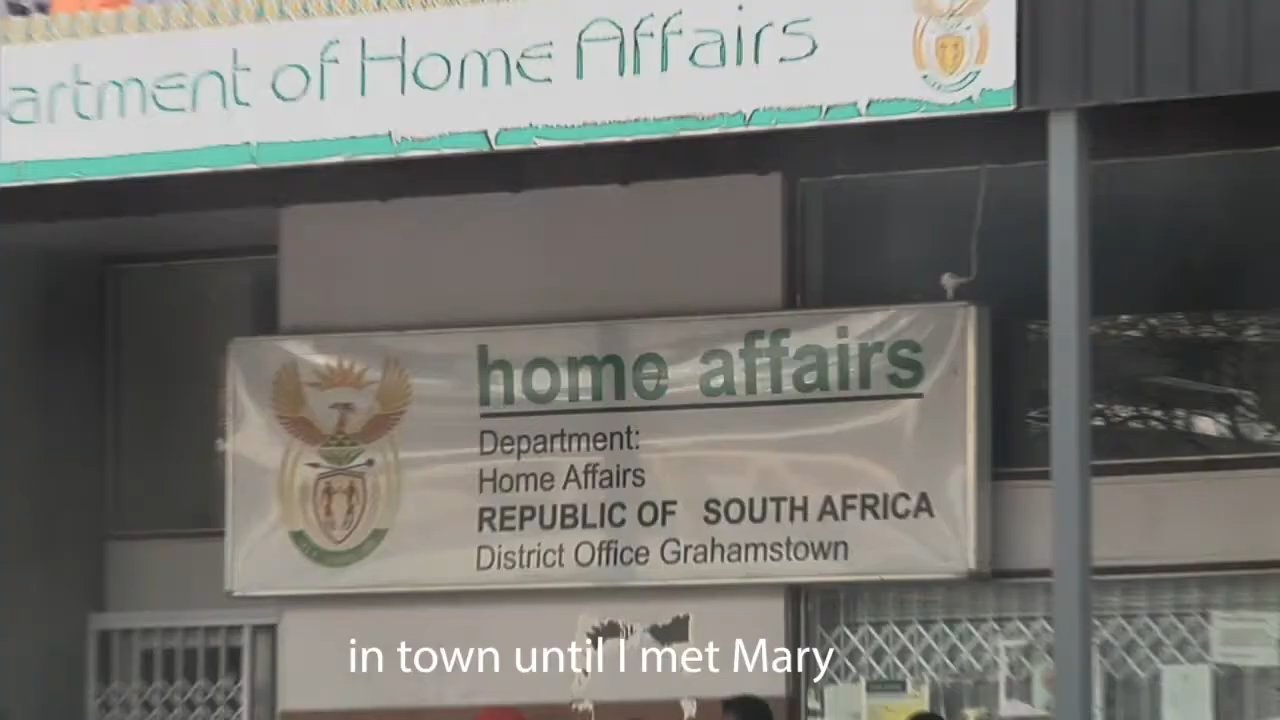 artment of Home Affairs
home affairs
Department:
Home Affairs
REPUBLIC OF SOUTH AFRICA
District Office Grahamstown
in town until I met Mary